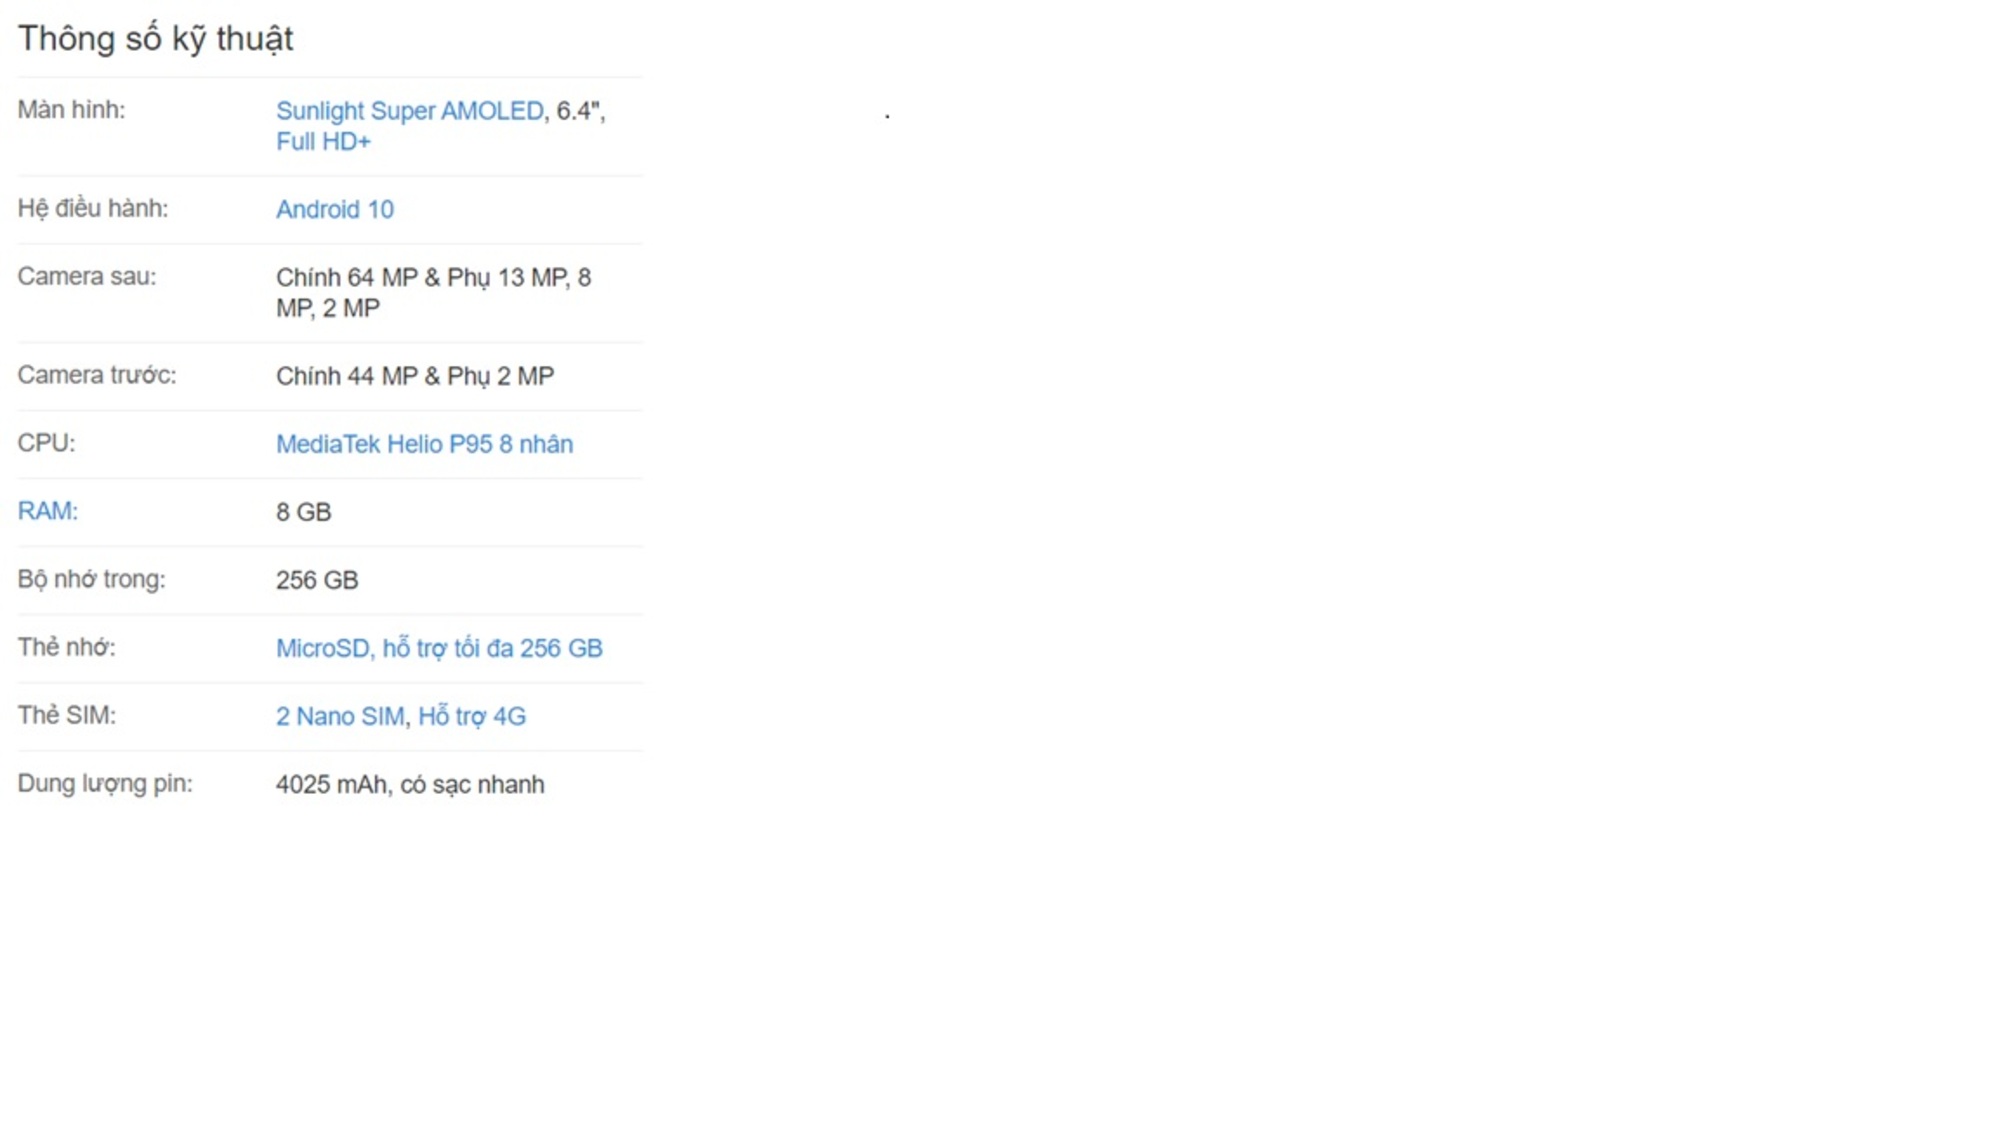 Thông số kỹ thuật
Màn hình: Sunlight Super AMOLED, 6.4",
Full HD+
Hệ điều hành: Android 10
Camera sau: Chính 64 MP & Phụ 13 MP, 8
MP, 2 MP
Camera trước: Chính 44 MP & Phụ 2 MP
CPU: MediaTek Helio P95 8 nhân
RAM: 8 GB
Bộ nhớ trong: 256 GB
Thẻ nhớ: MicroSD, hỗ trợ tối đa 256 GB
Thẻ SIM: 2 Nano SIM, Hỗ trợ 4G
Dung lượng pin: 4025 mAh, có sạc nhanh